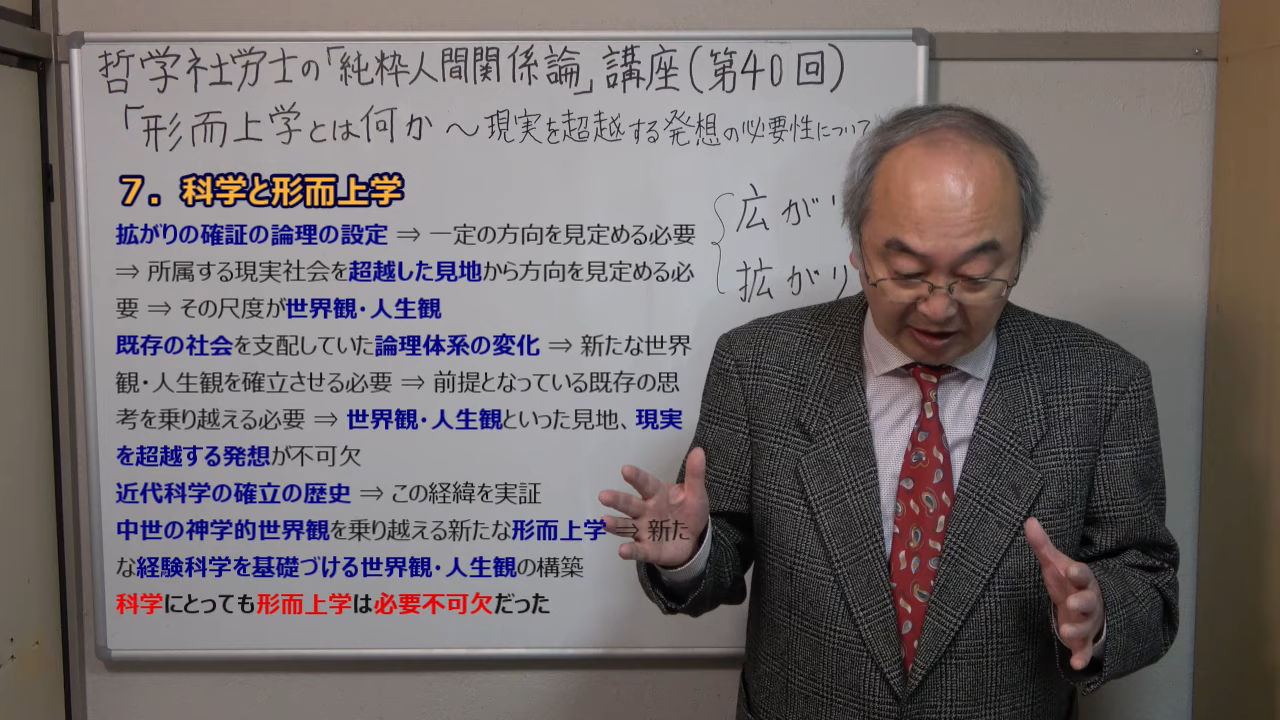 哲学社労士の「純粋人間関係論」講座(第40回)
「形而上学とは何か～現実を超越する発想の必要性について
7．科学と形而上学
拡がりの確証の論理の設定 ⇒ 一定の方向を見定める必要
⇒ 所属する現実社会を超越した見地から方向を見定める必
要 ⇒ その尺度が世界観・人生観
既存の社会を支配していた論理体系の変化 ⇒ 新たな世界
観・人生観を確立させる必要 ⇒ 前提となっている既存の思
考を乗り越える必要 ⇒ 世界観・人生観といった見地、現実
を超越する発想が不可欠
近代科学の確立の歴史 ⇒ この経緯を実証
中世の神学的世界観を乗り越える新たな形而上学 ⇒ 新た
な経験科学を基礎づける世界観・人生観の構築
科学にとっても形而上学は必要不可欠だった
広がり
拡がり